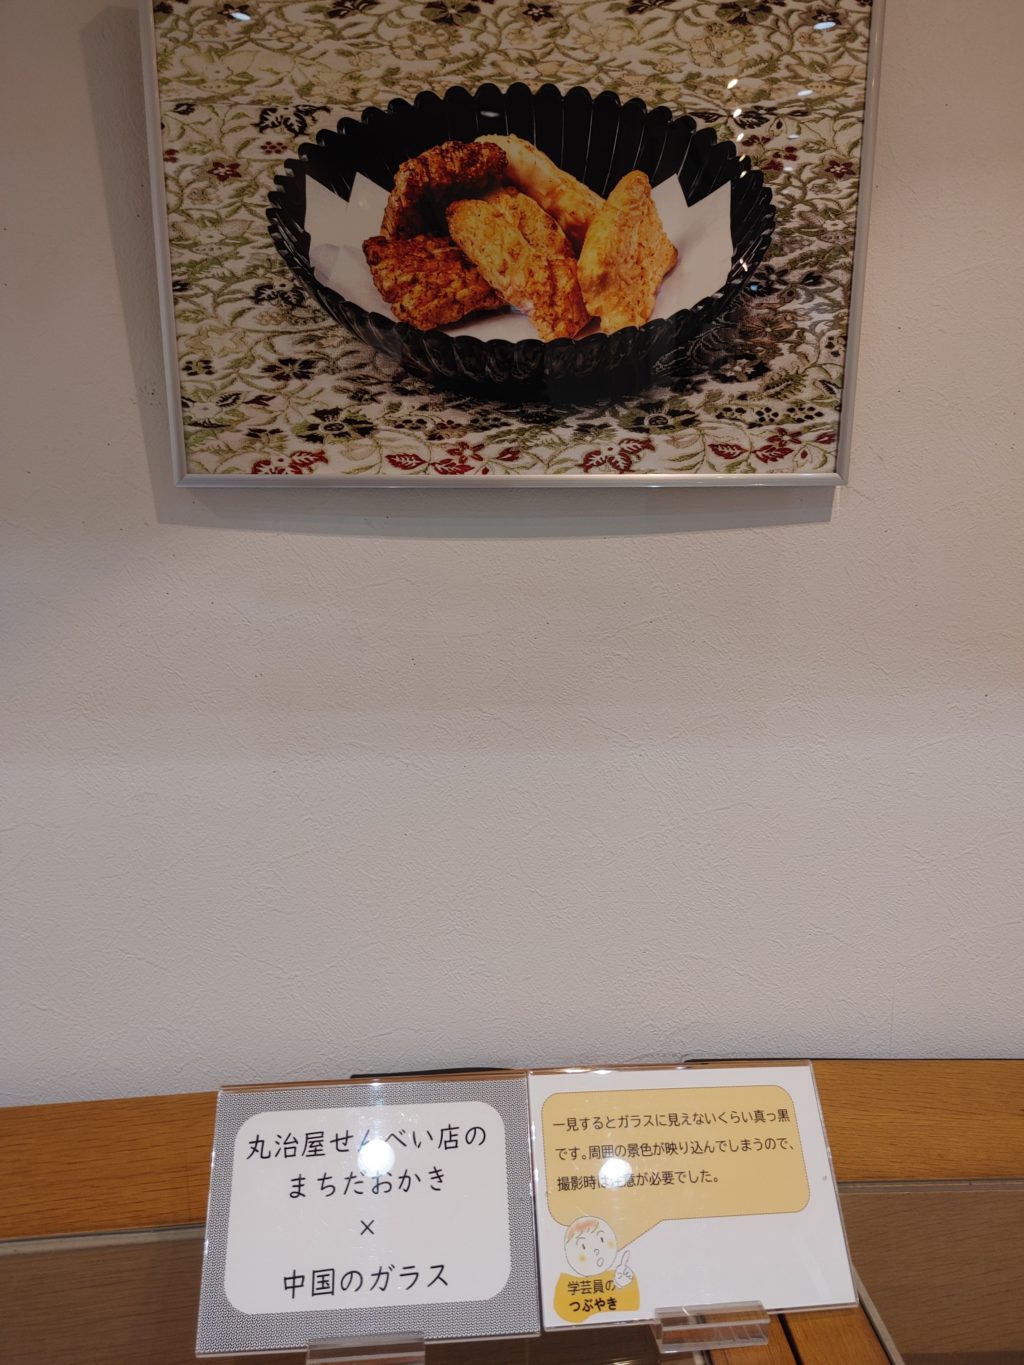 丸治屋せんべい店の
まちだおかき
×
中国のガラス
一見するとガラスに見えないくらい真っ黒
です。周囲の景色が映り込んでしまうので、
撮影時は注意が必要でした。
学芸員の
つぶやき